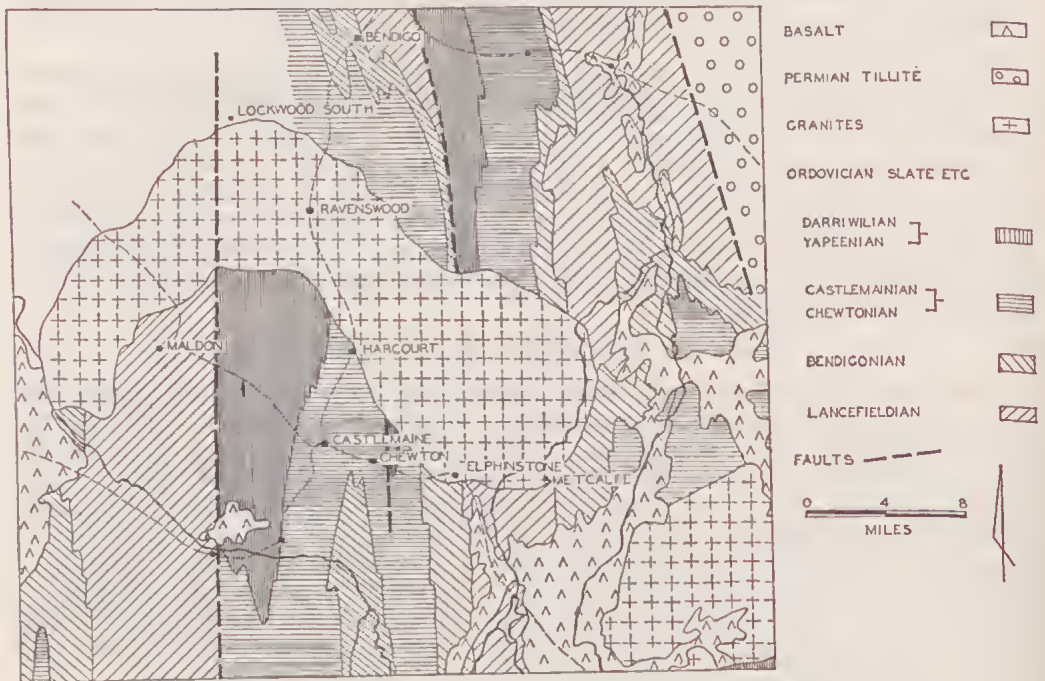 BENDIGO
LOCKWOOD SOUTH
RAVENSWOOD
MALDON
HARCOURT
CASTLEMAINE
CHEWTON
ELPHINSTONE
METCALFE
BASALT
PERMIAN TILLITÉ
GRANITES
ORDOVICIAN SLATE ETC
DARRIWILIAN
YAPEENIAN
CASTLEMAINIAN
CHEWTONIAN
BENDIGONIAN
LANCEFIELDIAN
FAULTS
0 4 8
MILES